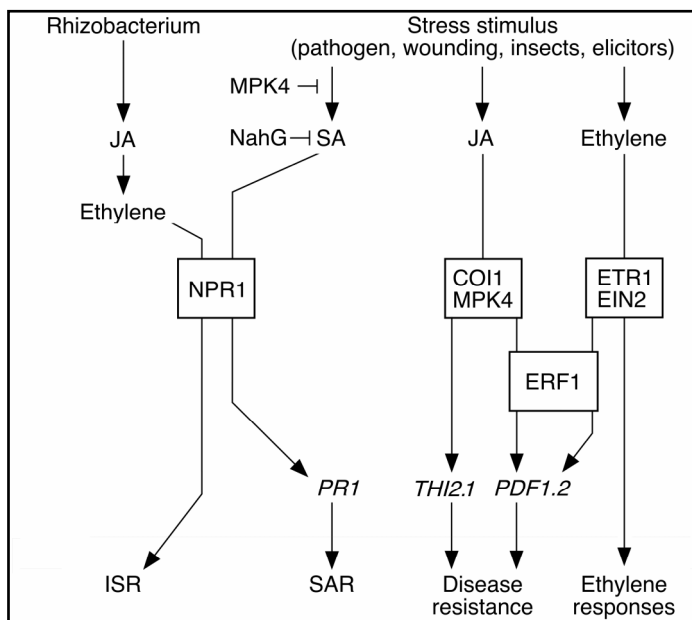 Rhizobacterium
Stress stimulus
(pathogen, wounding, insects, elicitors)
MPK4
JA
NahG
SA
JA
Ethylene
Ethylene
NPR1
COI1
MPK4
ETR1
EIN2
ERF1
PR1
THI2.1
PDF1.2
ISR
SAR
Disease
resistance
Ethylene
responses